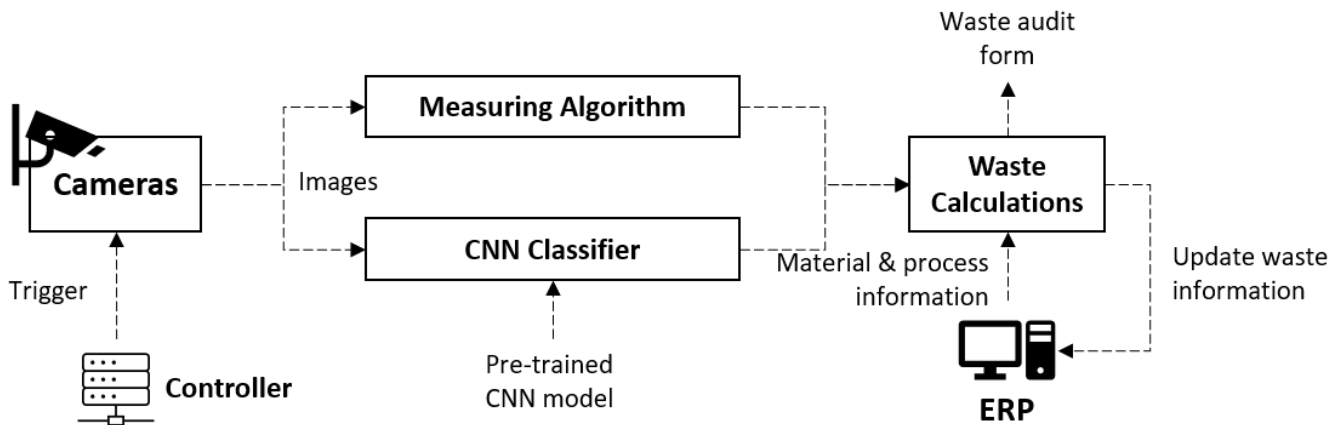 Waste audit
form
Measuring Algorithm
Cameras
Images
Waste
Calculations
CNN Classifier
Material & process
information
Update waste
information
Trigger
Pre-trained
CNN model
Controller
ERP